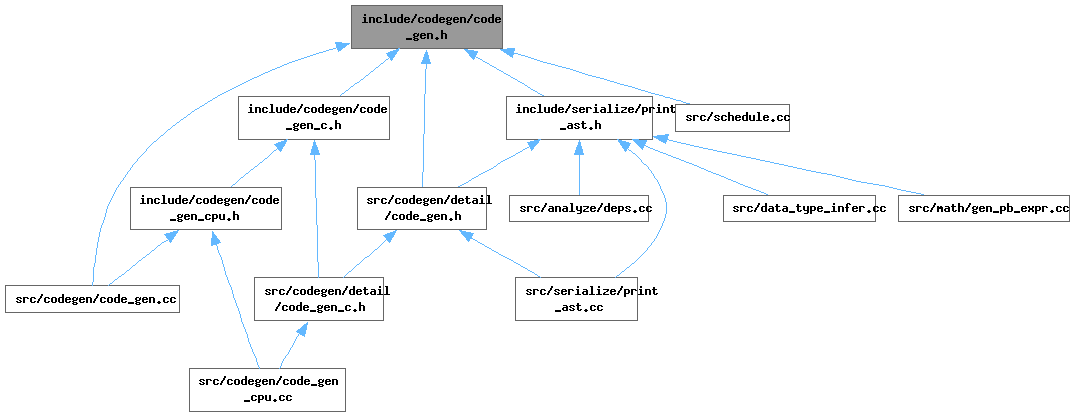 include/codegen/code
_gen.h
include/codegen/code
_gen_c.h
include/serialize/print
_ast.h
src/schedule.cc
include/codegen/code
_gen_cpu.h
src/codegen/detail
/code_gen.h
src/analyze/deps.cc
src/data_type_infer.cc
src/math/gen_pb_expr.cc
src/codegen/code_gen.cc
src/codegen/detail
/code_gen_c.h
src/serialize/print
_ast.cc
src/codegen/code_gen
_cpu.cc